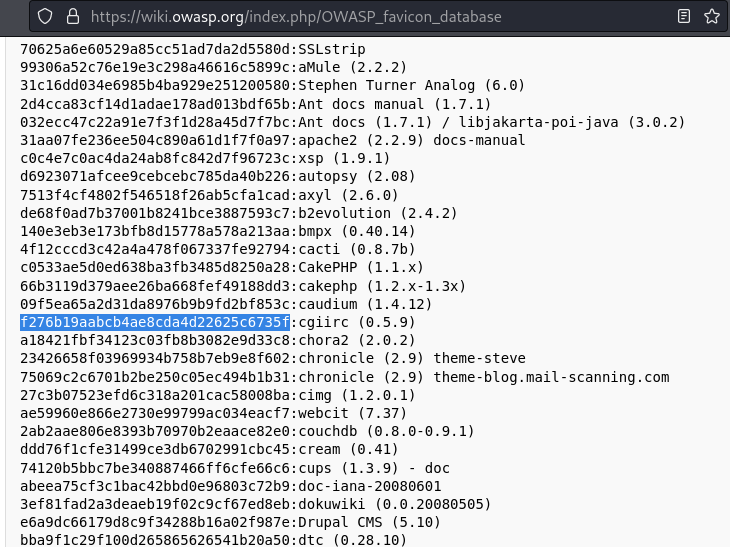 https://wiki.owasp.org/index.php/OWASP_favicon_database
70625a6e60529a85cc51ad7da2d5580d:SSLstrip
99306a52c76e19e3c298a46616c5899c:aMule (2.2.2)
31c16dd034e6985b4ba929e251200580:Stephen Turner Analog (6.0)
2d4cca83cf14d1adae178ad013bdf65b:Ant docs manual (1.7.1)
032ecc47c22a91e7f3f1d28a45d7f7bc:Ant docs (1.7.1) / libjakarta-poi-java (3.0.2)
31aa07fe236ee504c890a61d1f7f0a97:apache2 (2.2.9) docs-manual
c0c4e7c0ac4da24ab8fc842d7f96723c:xsp (1.9.1)
d6923071afcee9cebcebc785da40b226:autopsy (2.08)
7513f4cf4802f546518f26ab5cfa1cad:axyl (2.6.0)
de68f0ad7b37001b8241bce3887593c7:b2evolution (2.4.2)
140e3eb3e173bfb8d15778a578a213aa:bmpx (0.40.14)
4f12cccd3c42a4a478f067337fe92794:cacti (0.8.7b)
c0533ae5d0ed638ba3fb3485d8250a28:CakePHP (1.1.x)
66b3119d379aee26ba668fef49188dd3:cakephp (1.2.x-1.3x)
09f5ea65a2d31da8976b9b9fd2bf853c:caudium (1.4.12)
f276b19aabcb4ae8cda4d22625c6735f:cgiirc (0.5.9)
a18421fbf34123c03fb8b3082e9d33c8:chora2 (2.0.2)
23426658f03969934b758b7eb9e8f602:chronicle (2.9) theme-steve
75069c2c6701b2be250c05ec494b1b31:chronicle (2.9) theme-blog.mail-scanning.com
27c3b07523efd6c318a201cac58008ba:cimg (1.2.0.1)
ae59960e866e2730e99799ac034eacf7:webcit (7.37)
2ab2aae806e8393b70970b2eaace82e0:couchdb (0.8.0-0.9.1)
ddd76f1cfe31499ce3db6702991cbc45:cream (0.41)
74120b5bbc7be340887466ff6cfe66c6:cups (1.3.9) - doc
abeea75cf3c1bac42bbd0e96803c72b9:doc-iana-20080601
3ef81fad2a3deaeb19f02c9cf67ed8eb:dokuwiki (0.0.20080505)
e6a9dc66179d8c9f34288b16a02f987e:Drupal CMS (5.10)
bba9f1c29f100d265865626541b20a50:dtc (0.28.10)